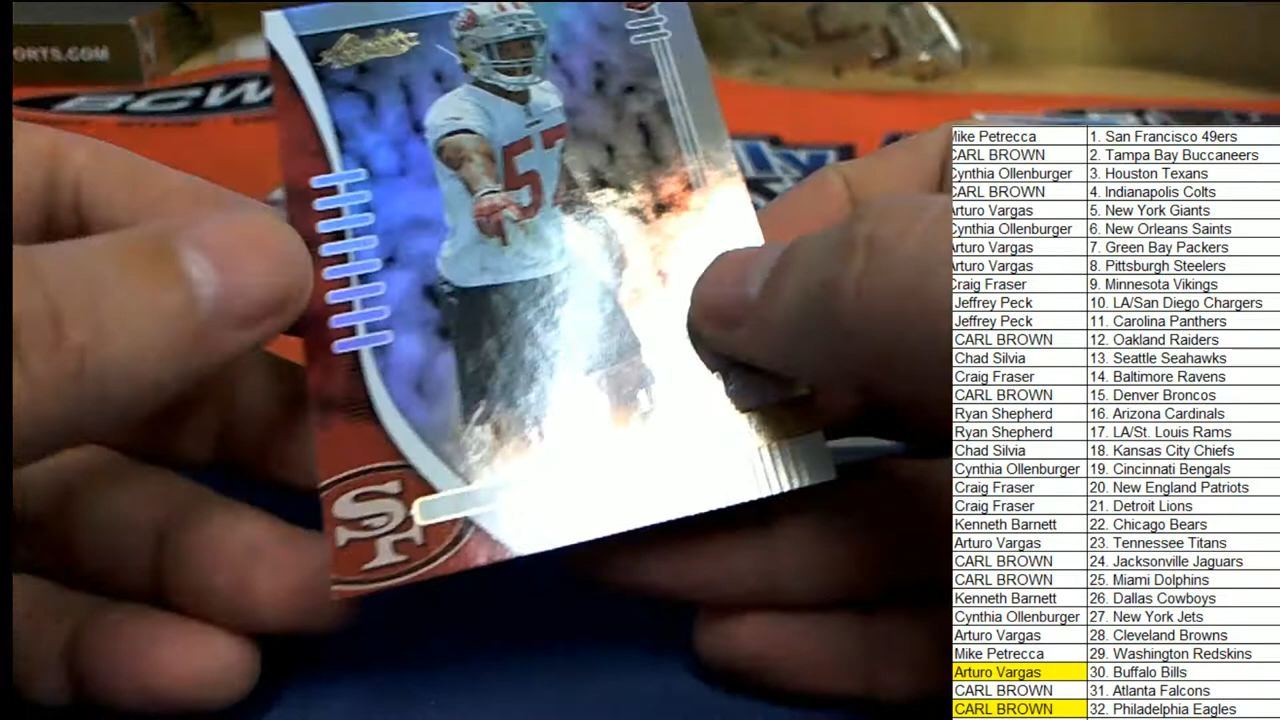 ORTS.COM
BCW
Absolute
57
SF
Mike Petrecca 1. San Francisco 49ers
CARL BROWN 2. Tampa Bay Buccaneers
Cynthia Ollenburger 3. Houston Texans
CARL BROWN 4. Indianapolis Colts
Arturo Vargas 5. New York Giants
Cynthia Ollenburger 6. New Orleans Saints
Arturo Vargas 7. Green Bay Packers
Arturo Vargas 8. Pittsburgh Steelers
Craig Fraser 9. Minnesota Vikings
Jeffrey Peck 10. LA/San Diego Chargers
Jeffrey Peck 11. Carolina Panthers
CARL BROWN 12. Oakland Raiders
Chad Silvia 13. Seattle Seahawks
Craig Fraser 14. Baltimore Ravens
CARL BROWN 15. Denver Broncos
Ryan Shepherd 16. Arizona Cardinals
Ryan Shepherd 17. LA/St. Louis Rams
Chad Silvia 18. Kansas City Chiefs
Cynthia Ollenburger 19. Cincinnati Bengals
Craig Fraser 20. New England Patriots
Craig Fraser 21. Detroit Lions
Kenneth Barnett 22. Chicago Bears
Arturo Vargas 23. Tennessee Titans
CARL BROWN 24. Jacksonville Jaguars
CARL BROWN 25. Miami Dolphins
Kenneth Barnett 26. Dallas Cowboys
Cynthia Ollenburger 27. New York Jets
Arturo Vargas 28. Cleveland Browns
Mike Petrecca 29. Washington Redskins
Arturo Vargas 30. Buffalo Bills
CARL BROWN 31. Atlanta Falcons
CARL BROWN 32. Philadelphia Eagles